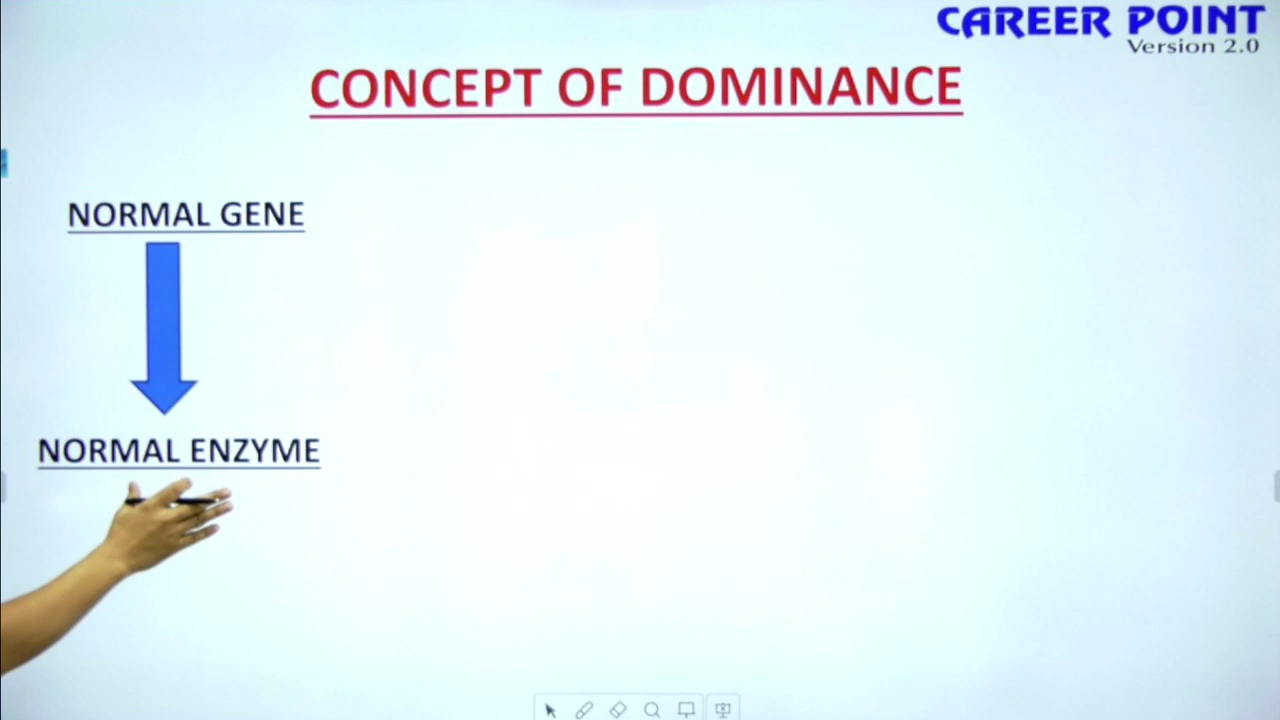 CAREER POINT
Version 2.0
CONCEPT OF DOMINANCE
NORMAL GENE
NORMAL ENZYME